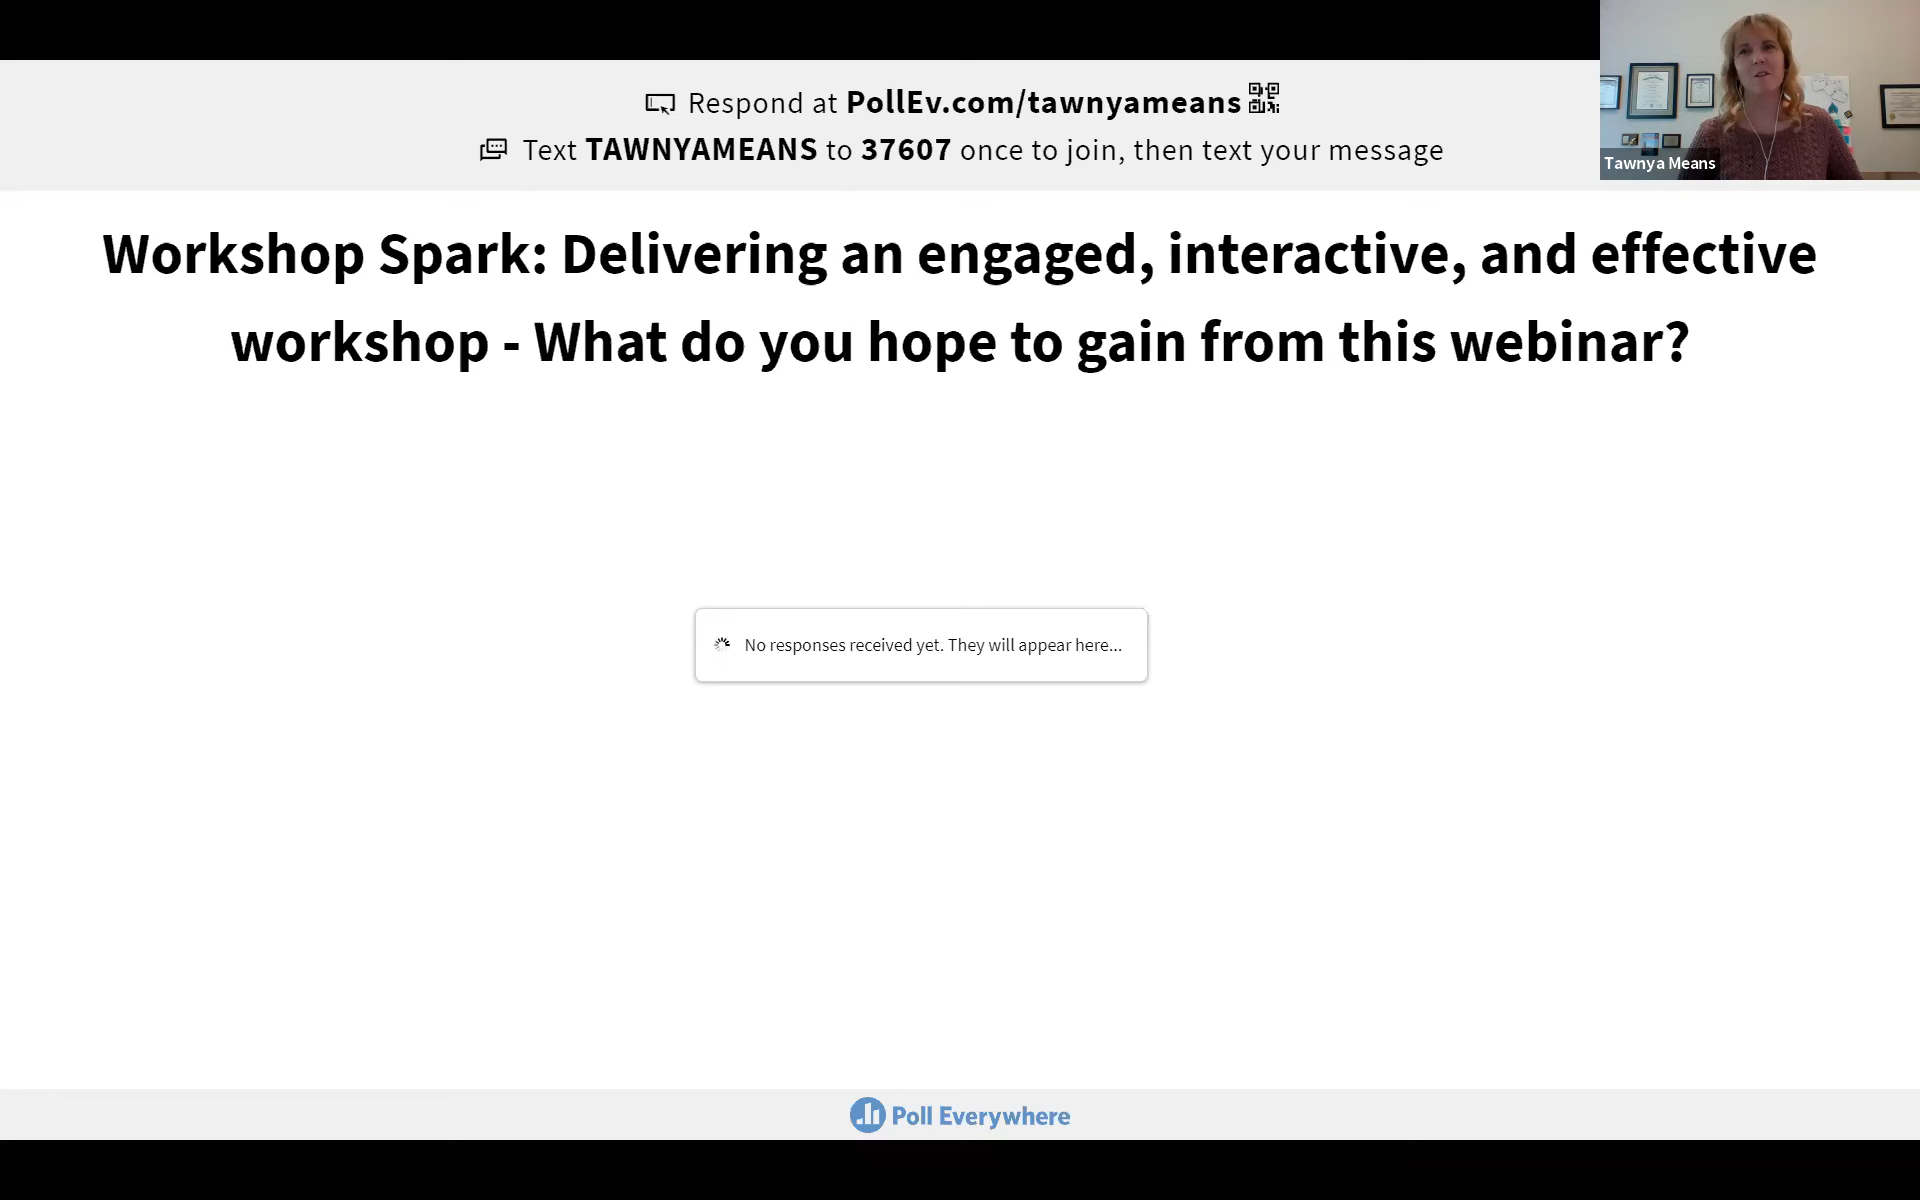 Respond at PollEv.com/tawnyameans
Text TAWNYAMEANS to 37607 once to join, then text your message
Tawnya Means
Workshop Spark: Delivering an engaged, interactive, and effective
workshop - What do you hope to gain from this webinar?
No responses received yet. They will appear here...
Poll Everywhere